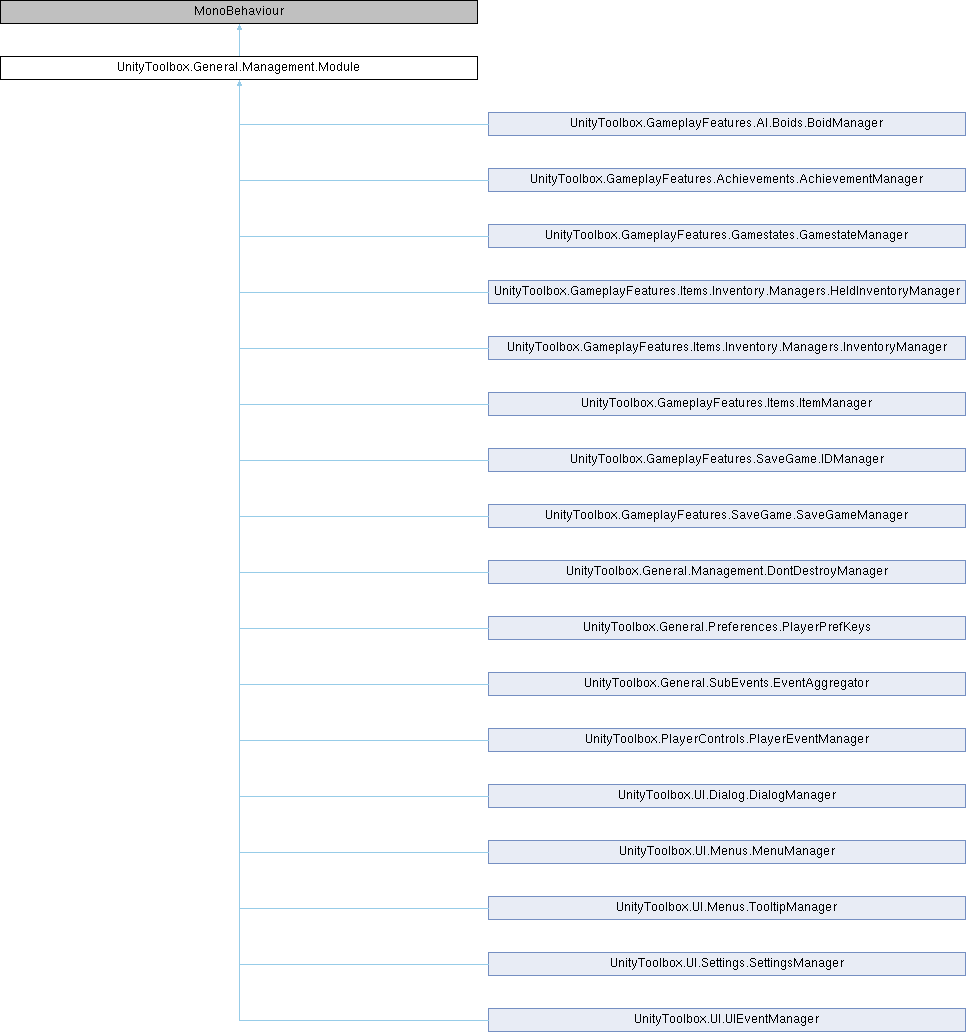 MonoBehaviour
UnityToolbox.General.Management.Module
UnityToolbox.GameplayFeatures.AI.Boids.BoidManager
UnityToolbox.GameplayFeatures.Achievements.AchievementManager
UnityToolbox.GameplayFeatures.Gamestates.GamestateManager
UnityToolbox.GameplayFeatures.Items.Inventory.Managers.HeldInventoryManager
UnityToolbox.GameplayFeatures.Items.Inventory.Managers.InventoryManager
UnityToolbox.GameplayFeatures.Items.ItemManager
UnityToolbox.GameplayFeatures.SaveGame.IDManager
UnityToolbox.GameplayFeatures.SaveGame.SaveGameManager
UnityToolbox.General.Management.DontDestroyManager
UnityToolbox.General.Preferences.PlayerPrefKeys
UnityToolbox.General.SubEvents.EventAggregator
UnityToolbox.PlayerControls.PlayerEventManager
UnityToolbox.UI.Dialog.DialogManager
UnityToolbox.UI.Menus.MenuManager
UnityToolbox.UI.Menus.TooltipManager
UnityToolbox.UI.Settings.SettingsManager
UnityToolbox.UI.UIEventManager